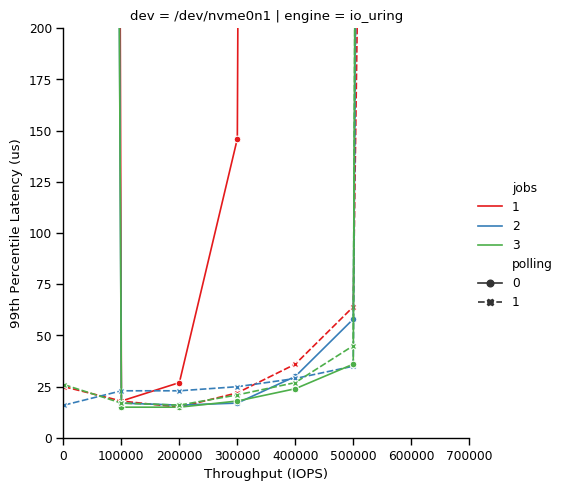 dev = /dev/nvme0n1 | engine = io_uring
200
175
150
125
100
75
50
25
0
99th Percentile Latency (us)
0 100000 200000 300000 400000 500000 600000 700000
Throughput (IOPS)
jobs
1
2
3
polling
0
1